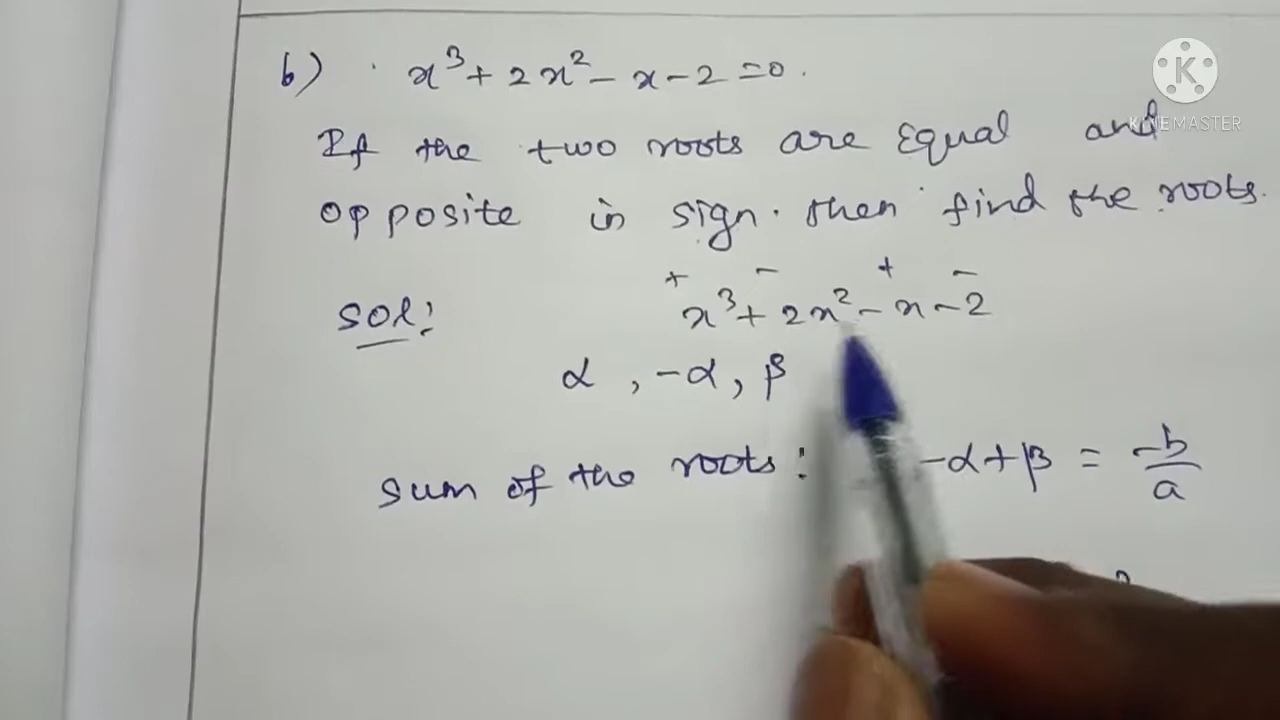 b) x³ + 2x² - x - 2 = 0.
If the two roots are Equal and
opposite in sign. then find the roots.
+ - + -
Sol: x³ + 2x² - x - 2
α, -α, β
Sum of the roots: -α + β = -b/a
K
KINEMASTER